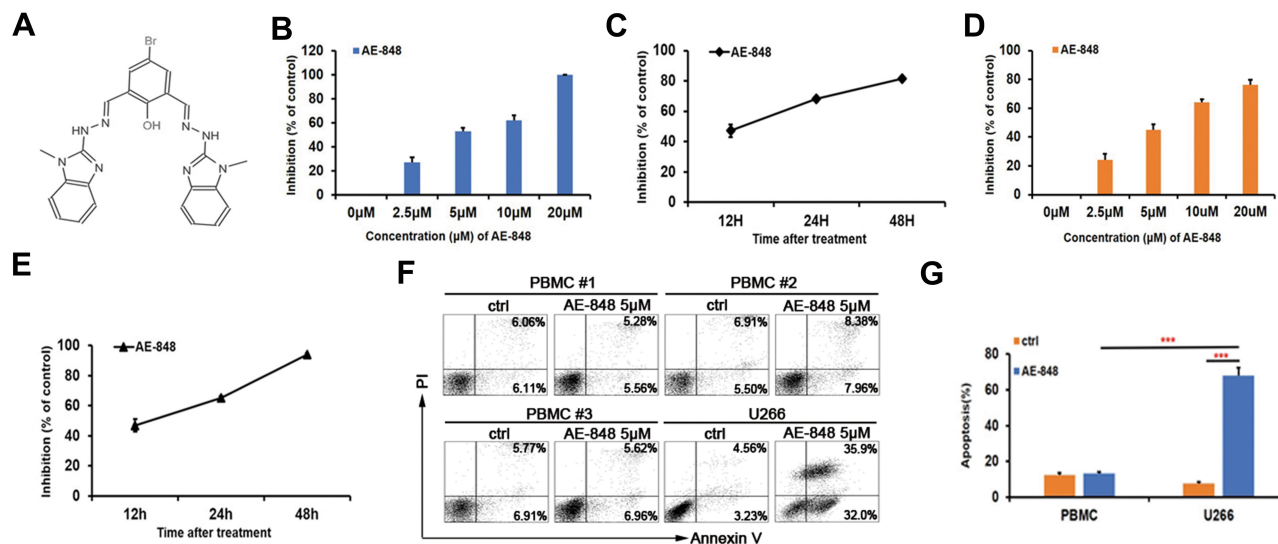 A
Br
N
OH
N
HN
NH
N
N
N
N
B
AE-848
Inhibition (% of control)
120
100
80
60
40
20
0
0μM
2.5μM
5μM
10μM
20μM
Concentration (μM) of AE-848
C
AE-848
Inhibition (% of control)
100
80
60
40
20
0
12H
24H
48H
Time after treatment
D
AE-848
Inhibition (% of control)
100
80
60
40
20
0
0μM
2.5μM
5μM
10uM
20uM
Concentration (μM) of AE-848
E
AE-848
Inhibition (% of control)
100
80
60
40
20
0
12h
24h
48h
Time after treatment
F
PBMC #1
PBMC #2
ctrl
AE-848 5μM
ctrl
AE-848 5μM
6.06%
5.28%
6.91%
8.38%
6.11%
5.56%
5.50%
7.96%
PBMC #3
U266
ctrl
AE-848 5μM
ctrl
AE-848 5μM
5.77%
5.62%
4.56%
35.9%
6.91%
6.96%
3.23%
32.0%
PI
Annexin V
G
ctrl
AE-848
***
***
Apoptosis(%)
80
60
40
20
0
PBMC
U266